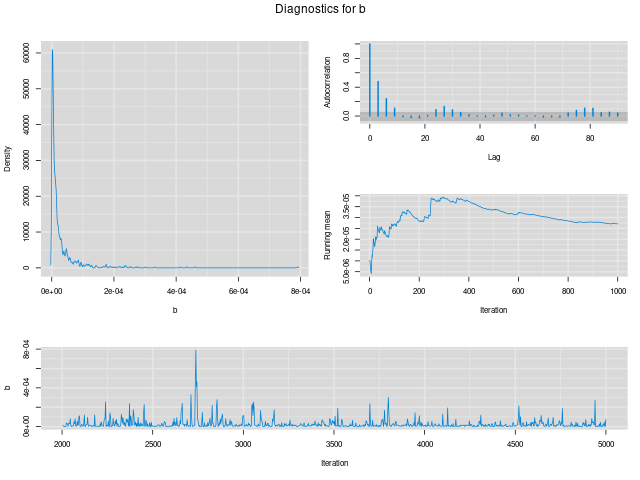 Diagnostics for b
Density
0 10000 20000 30000 40000 50000 60000
0e+00 2e-04 4e-04 6e-04 8e-04
b
Autocorrelation
0.0 0.4 0.8
0 20 40 60 80
Lag
Running mean
5.0e-06 2.0e-05 3.5e-05
0 200 400 600 800 1000
Iteration
b
0e+00 4e-04 8e-04
2000 2500 3000 3500 4000 4500 5000
Iteration